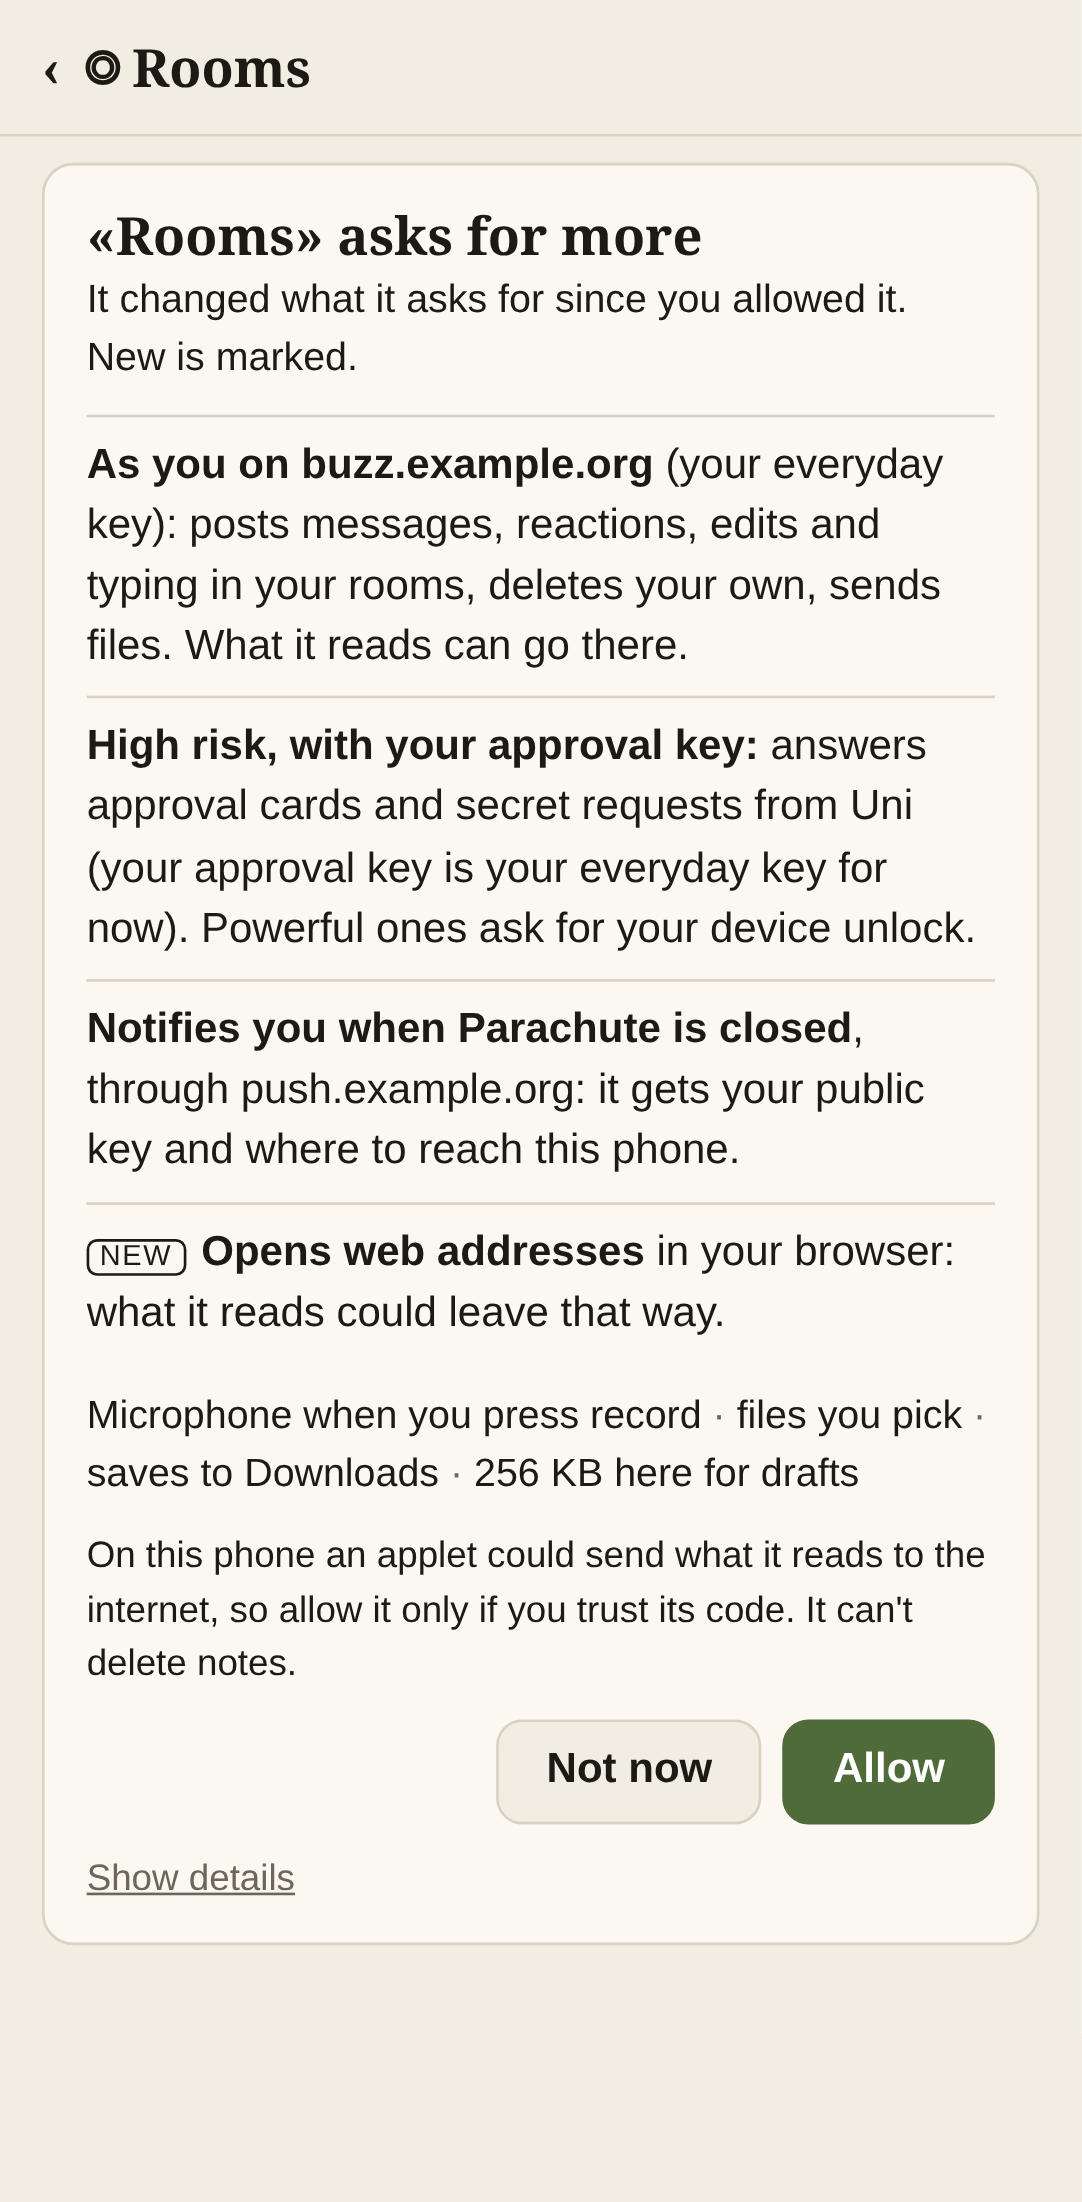 ‹ Rooms
«Rooms» asks for more
It changed what it asks for since you allowed it.
New is marked.
As you on buzz.example.org (your everyday
key): posts messages, reactions, edits and
typing in your rooms, deletes your own, sends
files. What it reads can go there.
High risk, with your approval key: answers
approval cards and secret requests from Uni
(your approval key is your everyday key for
now). Powerful ones ask for your device unlock.
Notifies you when Parachute is closed,
through push.example.org: it gets your public
key and where to reach this phone.
NEW Opens web addresses in your browser:
what it reads could leave that way.
Microphone when you press record · files you pick ·
saves to Downloads · 256 KB here for drafts
On this phone an applet could send what it reads to the
internet, so allow it only if you trust its code. It can't
delete notes.
Not now Allow
Show details